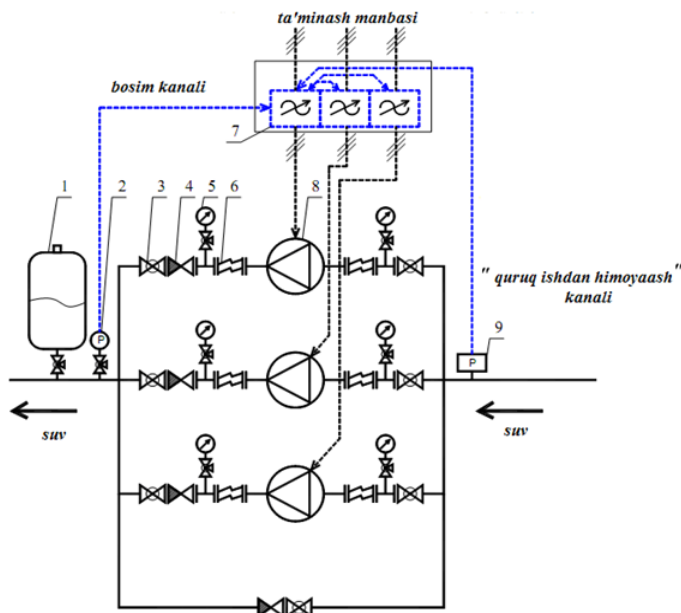 ta'minash manbasi
bosim kanali
7
1
2
3
4
5
6
8
" quruq ishdan himoyaash"
kanali
P
9
P
suv
suv